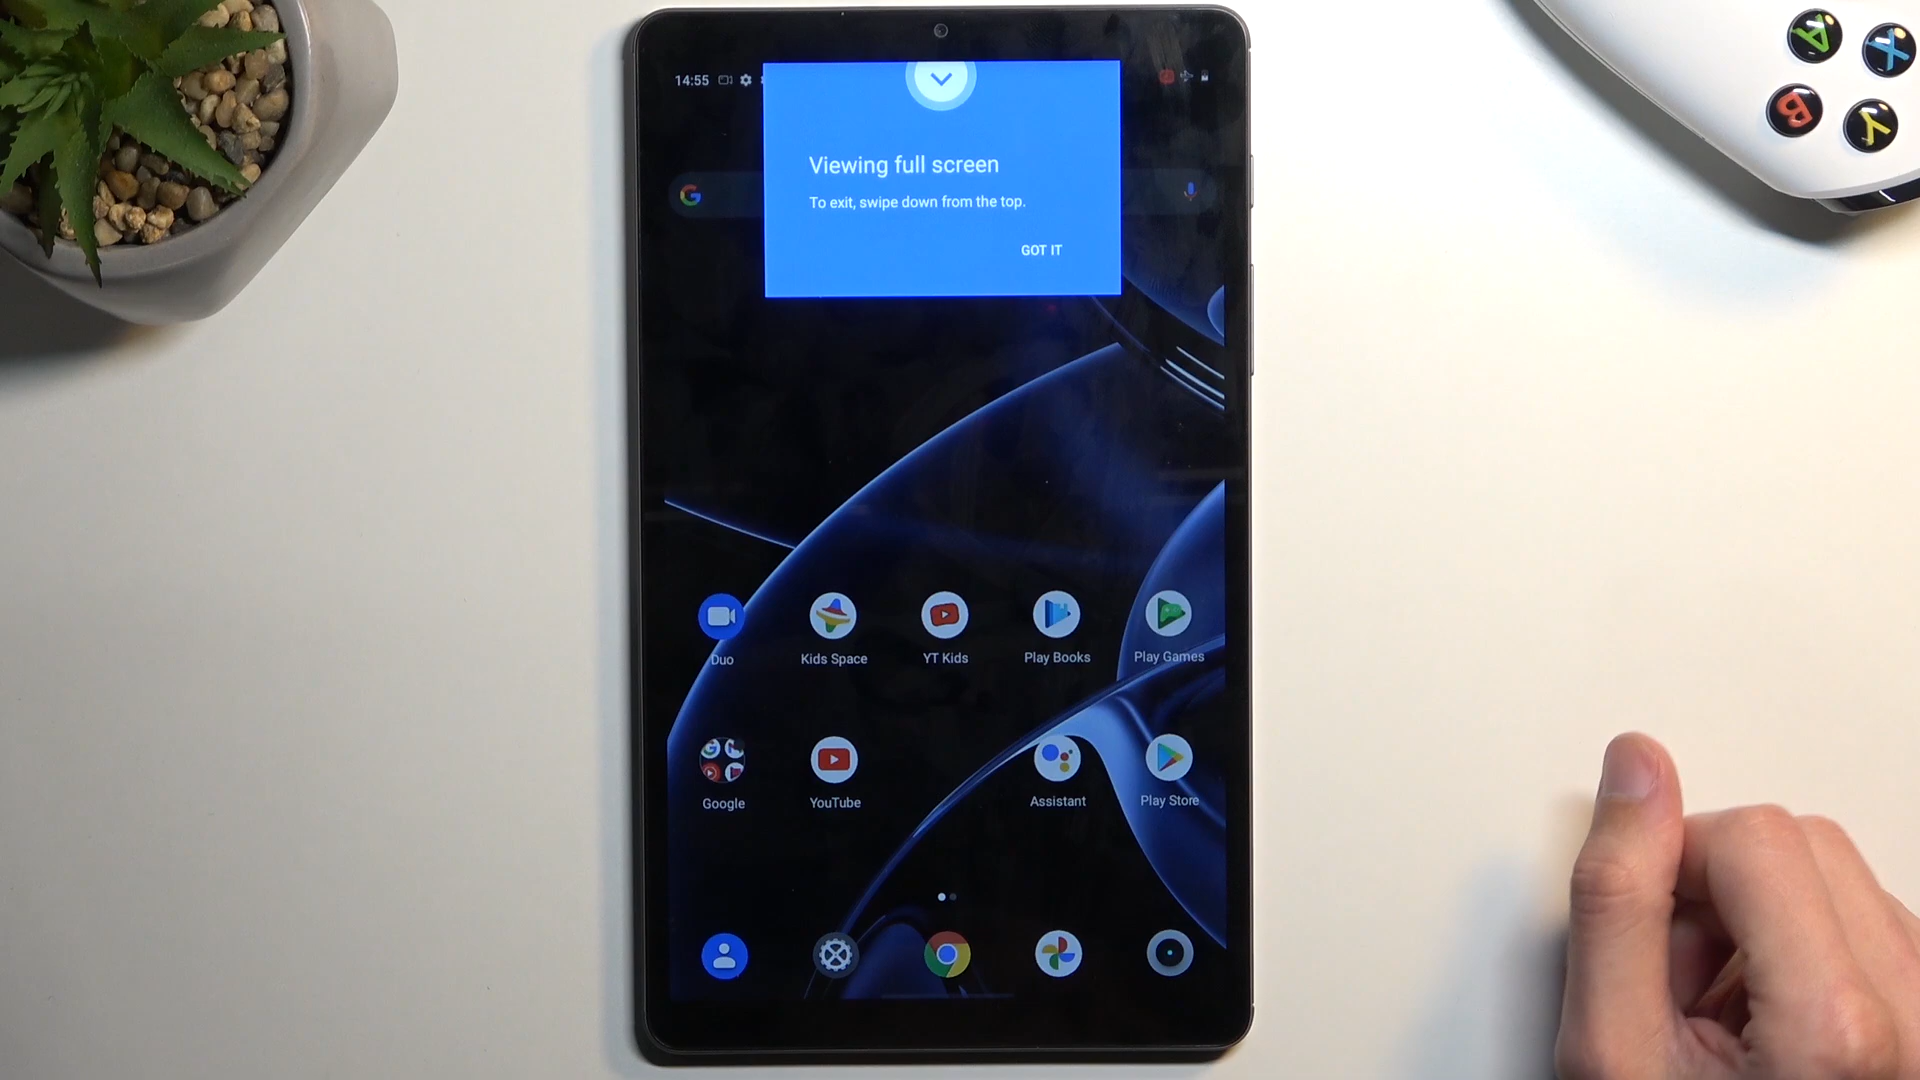 14:55
Viewing full screen
To exit, swipe down from the top.
GOT IT
Duo
Kids Space
YT Kids
Play Books
Play Games
Google
YouTube
Assistant
Play Store
A
X
B
Y